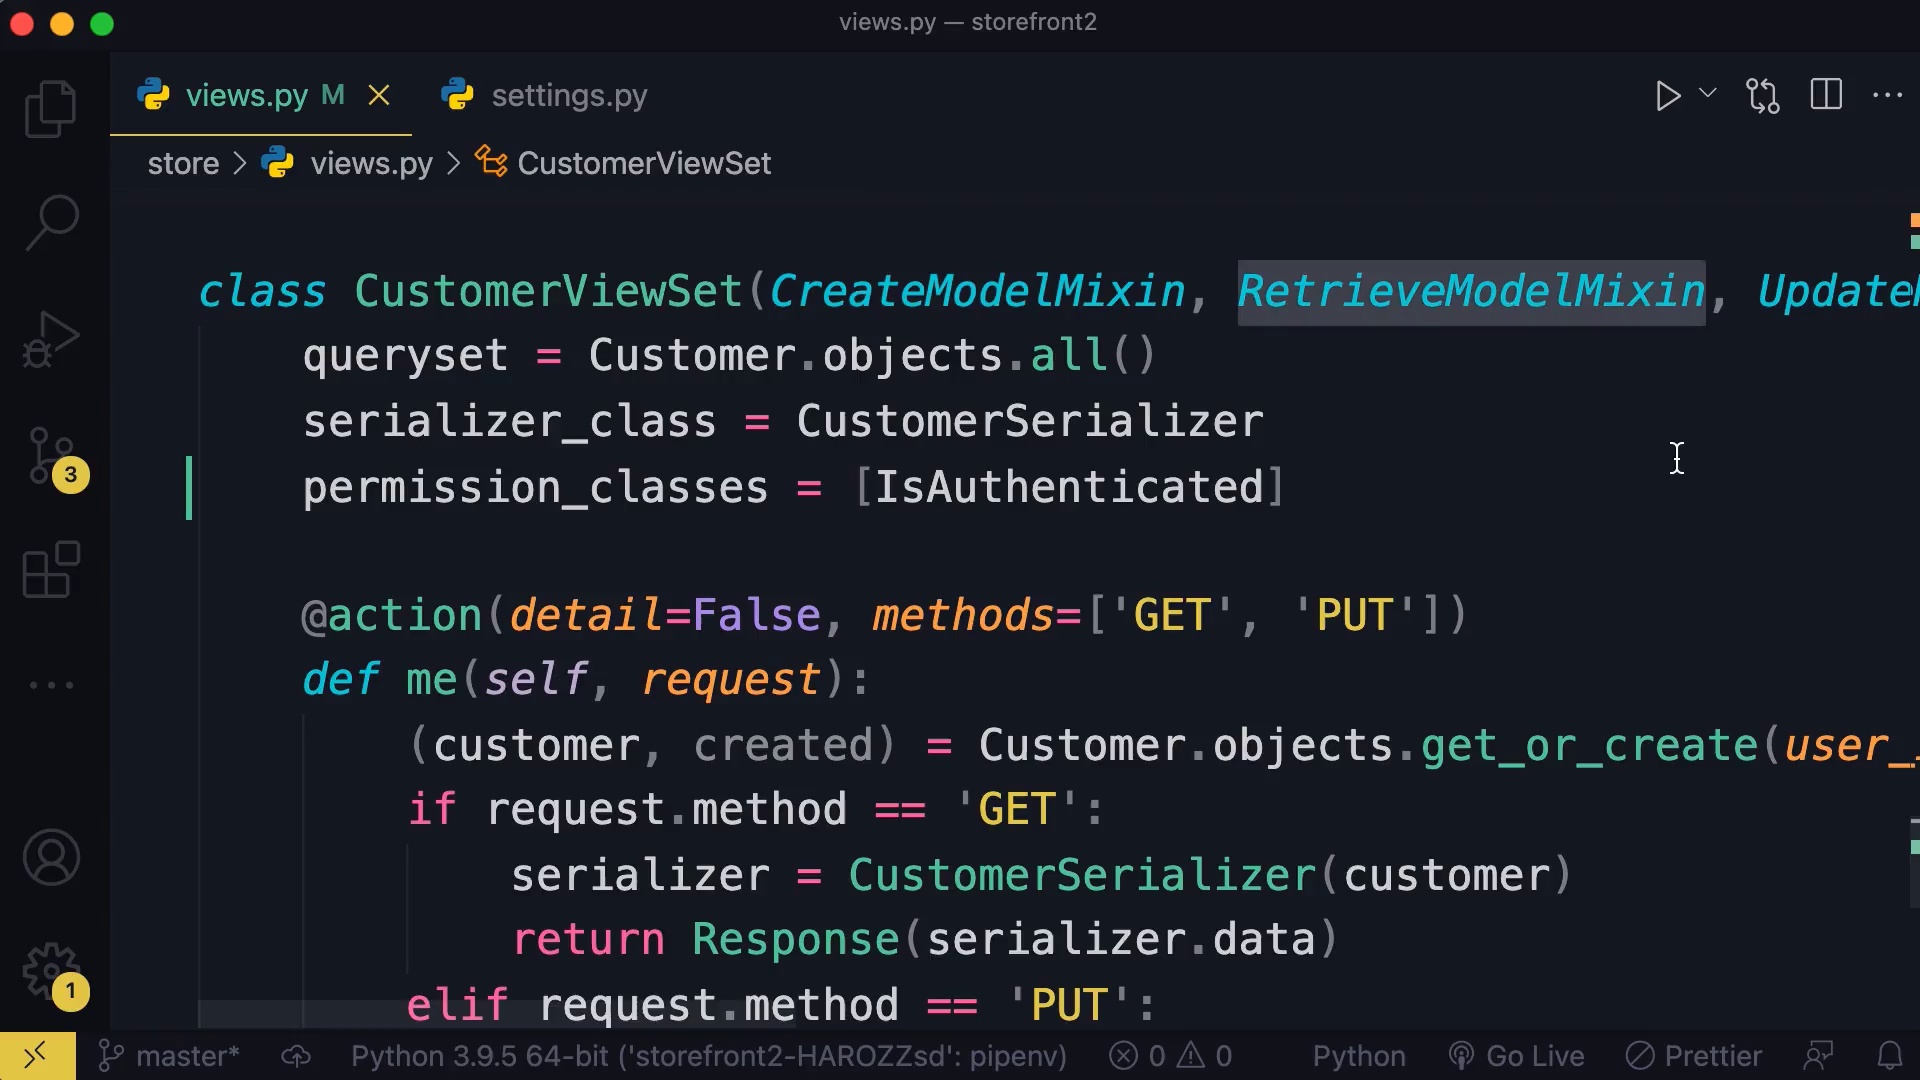 views.py — storefront2
views.py M
settings.py
store > views.py > CustomerViewSet
class CustomerViewSet(CreateModelMixin, RetrieveModelMixin, Update
    queryset = Customer.objects.all()
    serializer_class = CustomerSerializer
    permission_classes = [IsAuthenticated]
    @action(detail=False, methods=['GET', 'PUT'])
    def me(self, request):
        (customer, created) = Customer.objects.get_or_create(user_
        if request.method == 'GET':
            serializer = CustomerSerializer(customer)
            return Response(serializer.data)
        elif request.method == 'PUT':
3
1
master* Python 3.9.5 64-bit ('storefront2-HAROZZsd': pipenv) 0 0 Python Go Live Prettier